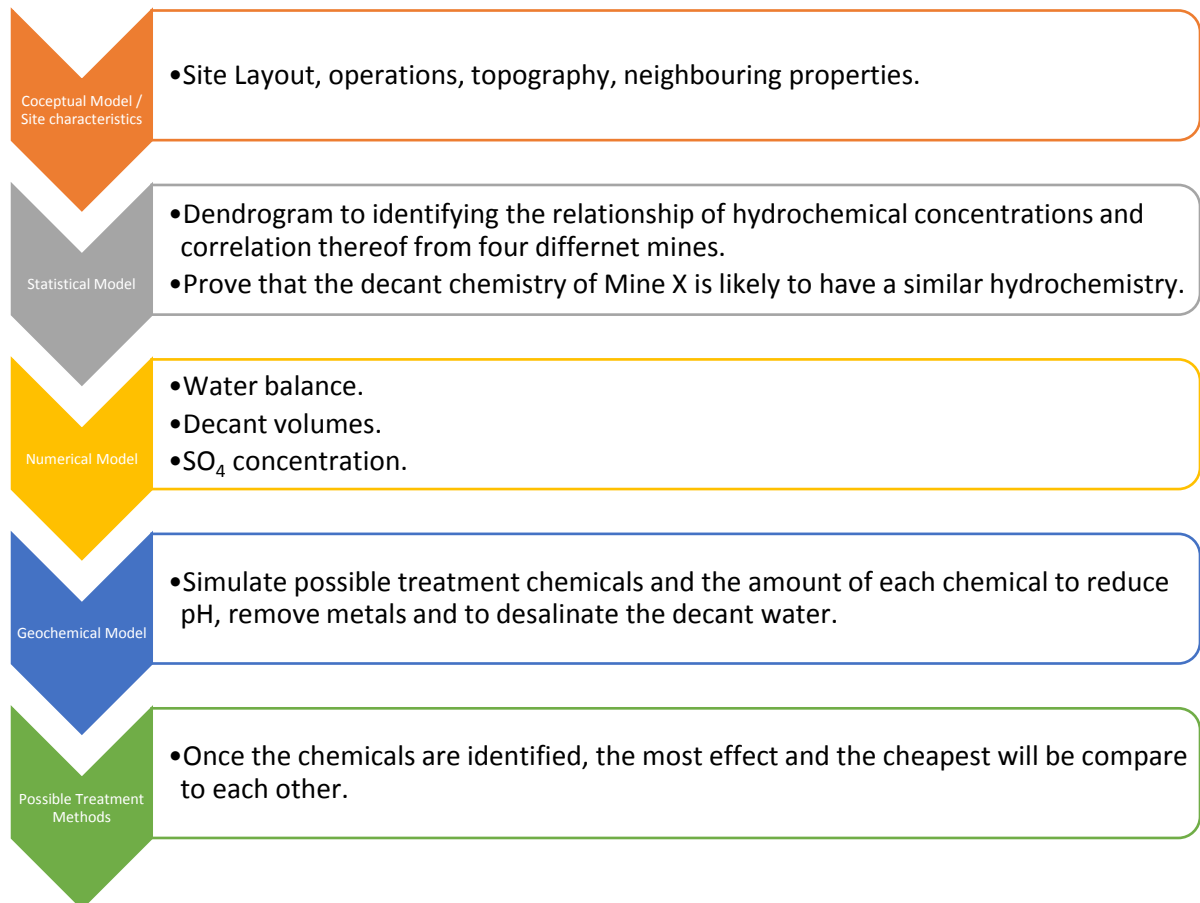 Coceptual Model /
Site characteristics
•Site Layout, operations, topography, neighbouring properties.
Statistical Model
•Dendrogram to identifying the relationship of hydrochemical concentrations and
correlation thereof from four differnet mines.
•Prove that the decant chemistry of Mine X is likely to have a similar hydrochemistry.
Numerical Model
•Water balance.
•Decant volumes.
•SO₄ concentration.
Geochemical Model
•Simulate possible treatment chemicals and the amount of each chemical to reduce
pH, remove metals and to desalinate the decant water.
Possible Treatment
Methods
•Once the chemicals are identified, the most effect and the cheapest will be compare
to each other.